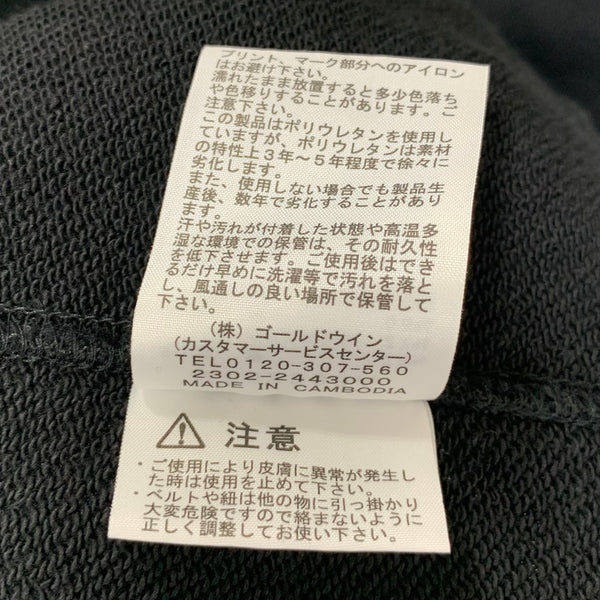 プリント、マーク部分へのアイロン
はお避け下さい。
濡れたまま放置すると多少色落ち
や色移りすることがあります。ご
注意下さい。
この製品はポリウレタンを使用し
ていますが、ポリウレタンは素材
の特性上3年～5年程度で徐々に
劣化します。
また、使用しない場合でも製品生
産後、数年で劣化することがあり
ます。
汗や汚れが付着した状態や高温多
湿な環境での保管は、その耐久性
を低下させます。ご使用後はでき
るだけ早めに洗濯等で汚れを落と
し、風通しの良い場所で保管して
下さい。
(株) ゴールドウイン
(カスタマーサービスセンター)
TEL0120-307-560
2302-2443000
MADE IN CAMBODIA
注意
・ご使用により皮膚に異常が発生し
た時は使用を止めて下さい。
・ベルトや紐は他の物に引っ掛かり
大変危険ですので絡まないように
正しく調整してお使い下さい。